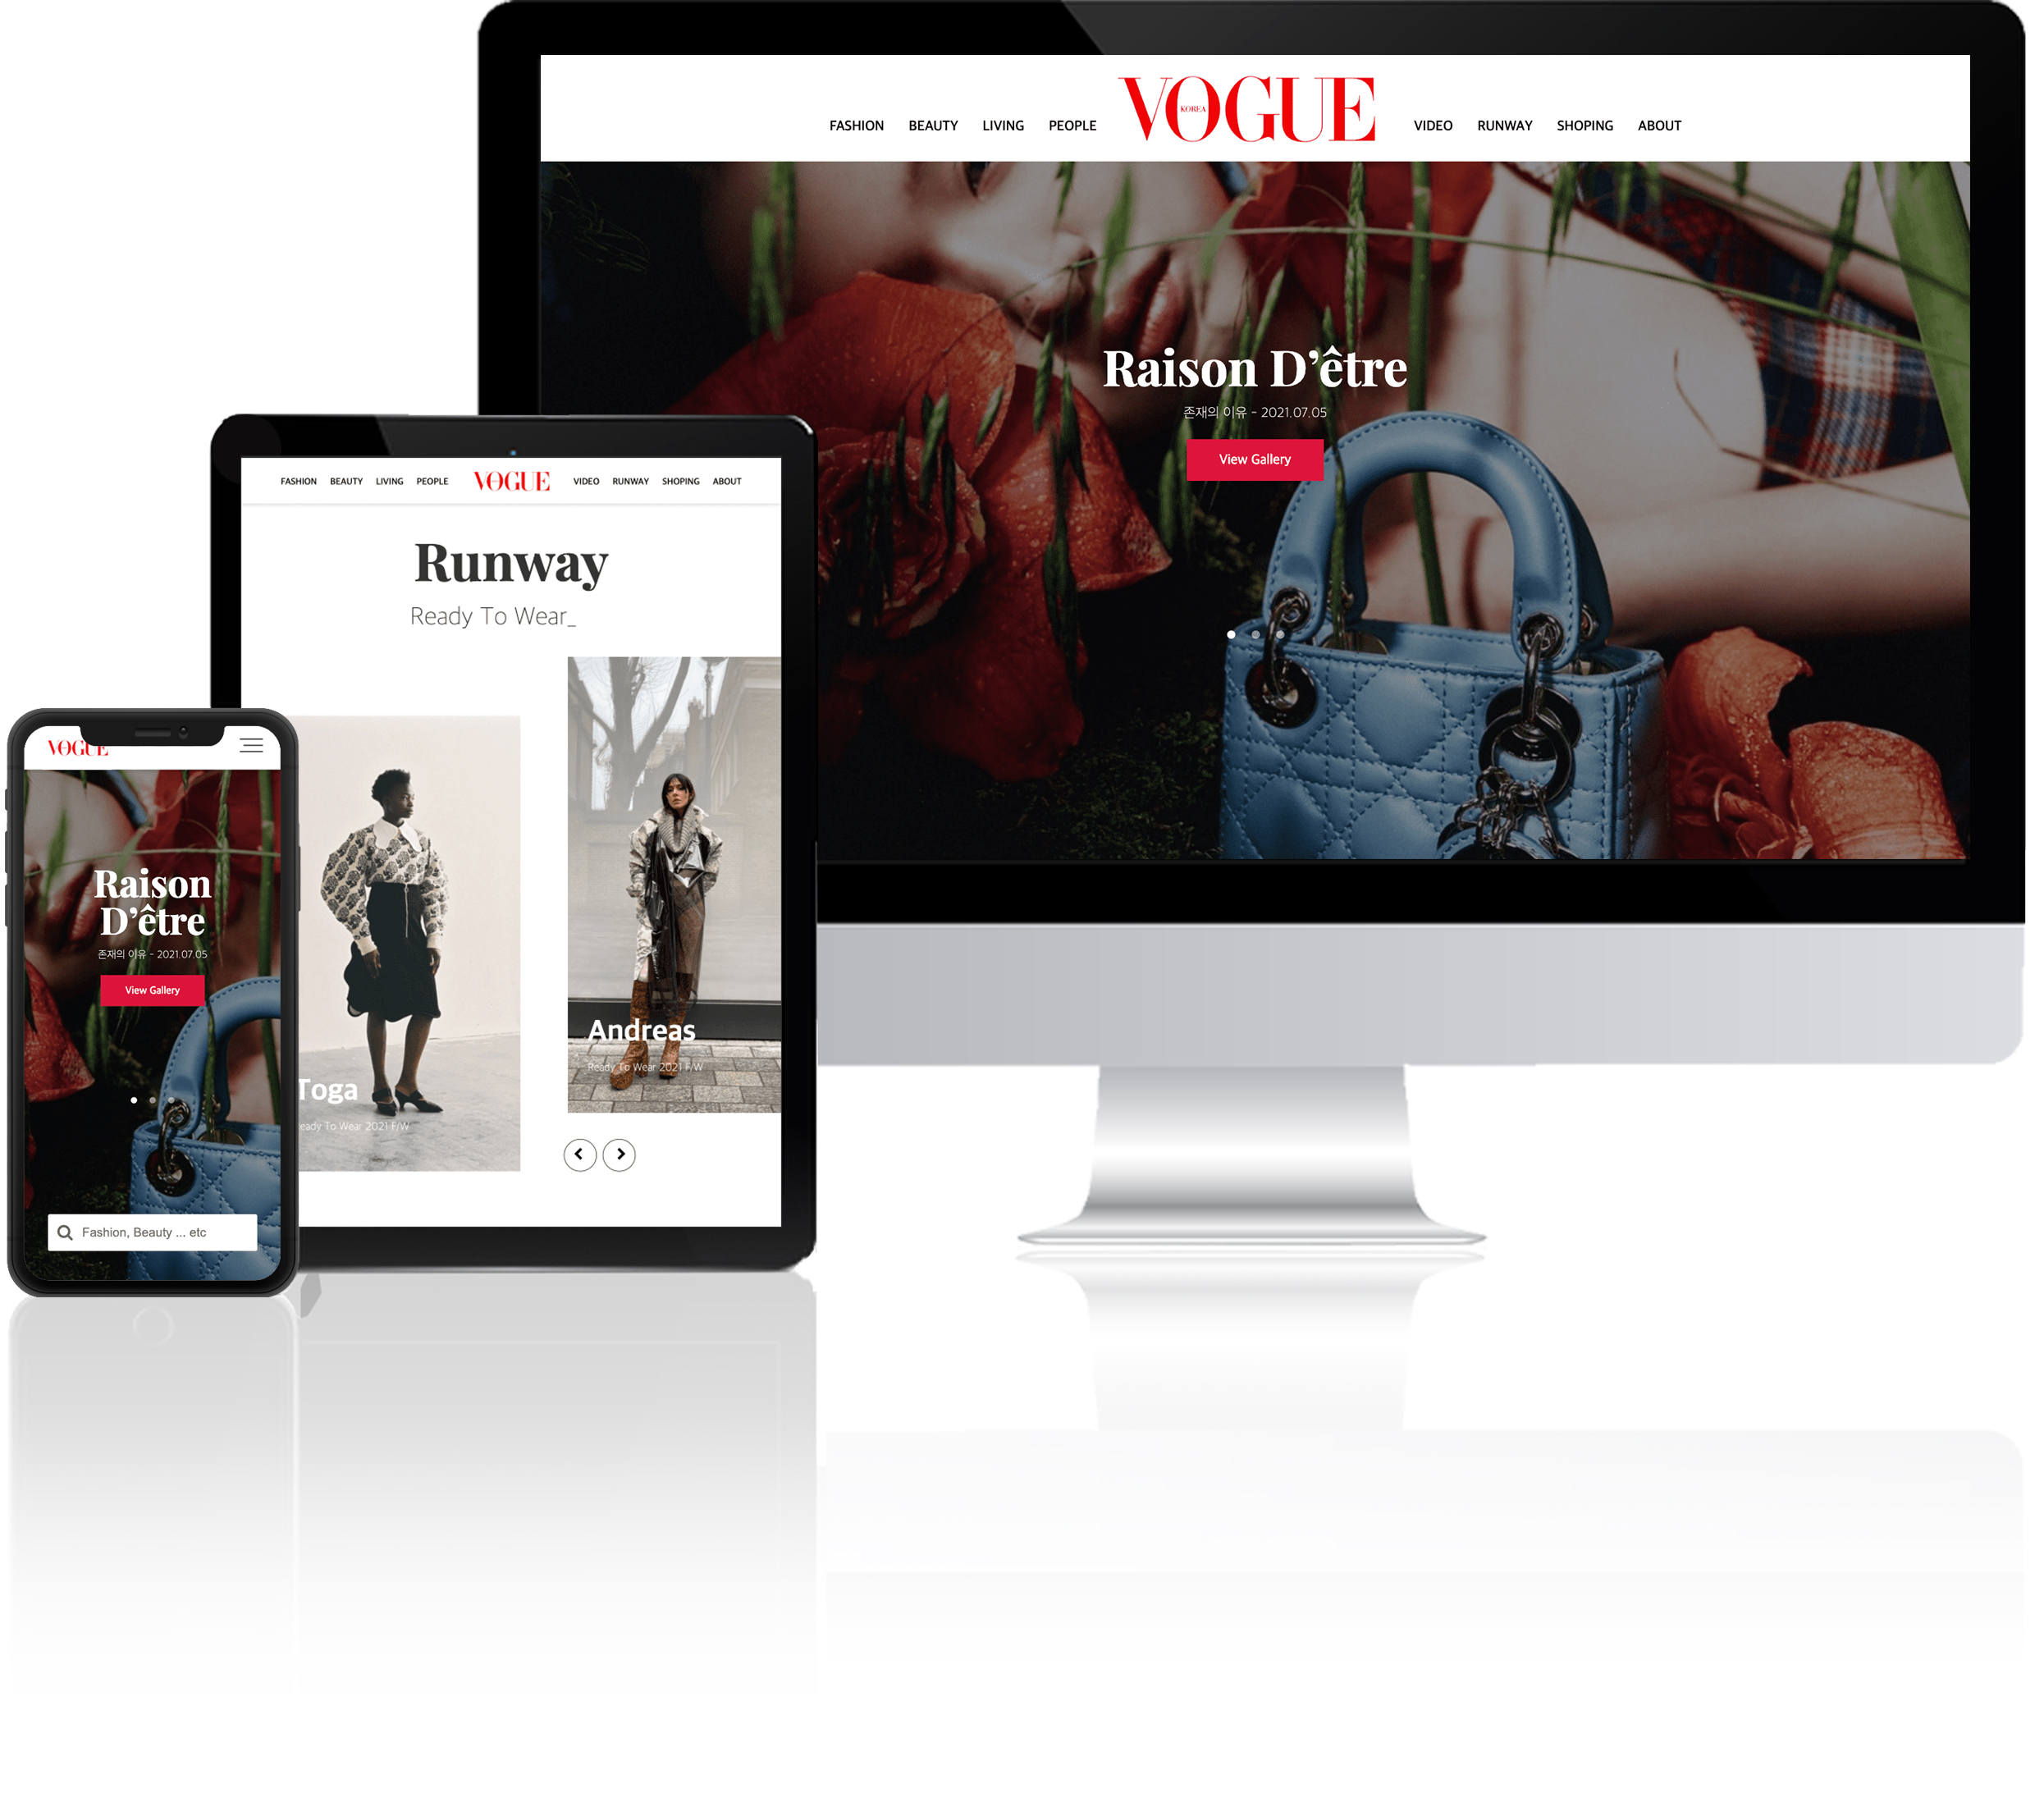 FASHION BEAUTY LIVING PEOPLE VOGUE KOREA VIDEO RUNWAY SHOPING ABOUT
Raison D'être
존재의 이유 - 2021.07.05
View Gallery
FASHION BEAUTY LIVING PEOPLE VOGUE VIDEO RUNWAY SHOPING ABOUT
Runway
Ready To Wear_
Toga
eady To Wear 2021 F/W
Andreas
Ready To Wear 2021 F/W
VOGUE
Raison
D'être
존재의 이유 - 2021.07.05
View Gallery
Fashion, Beauty ... etc